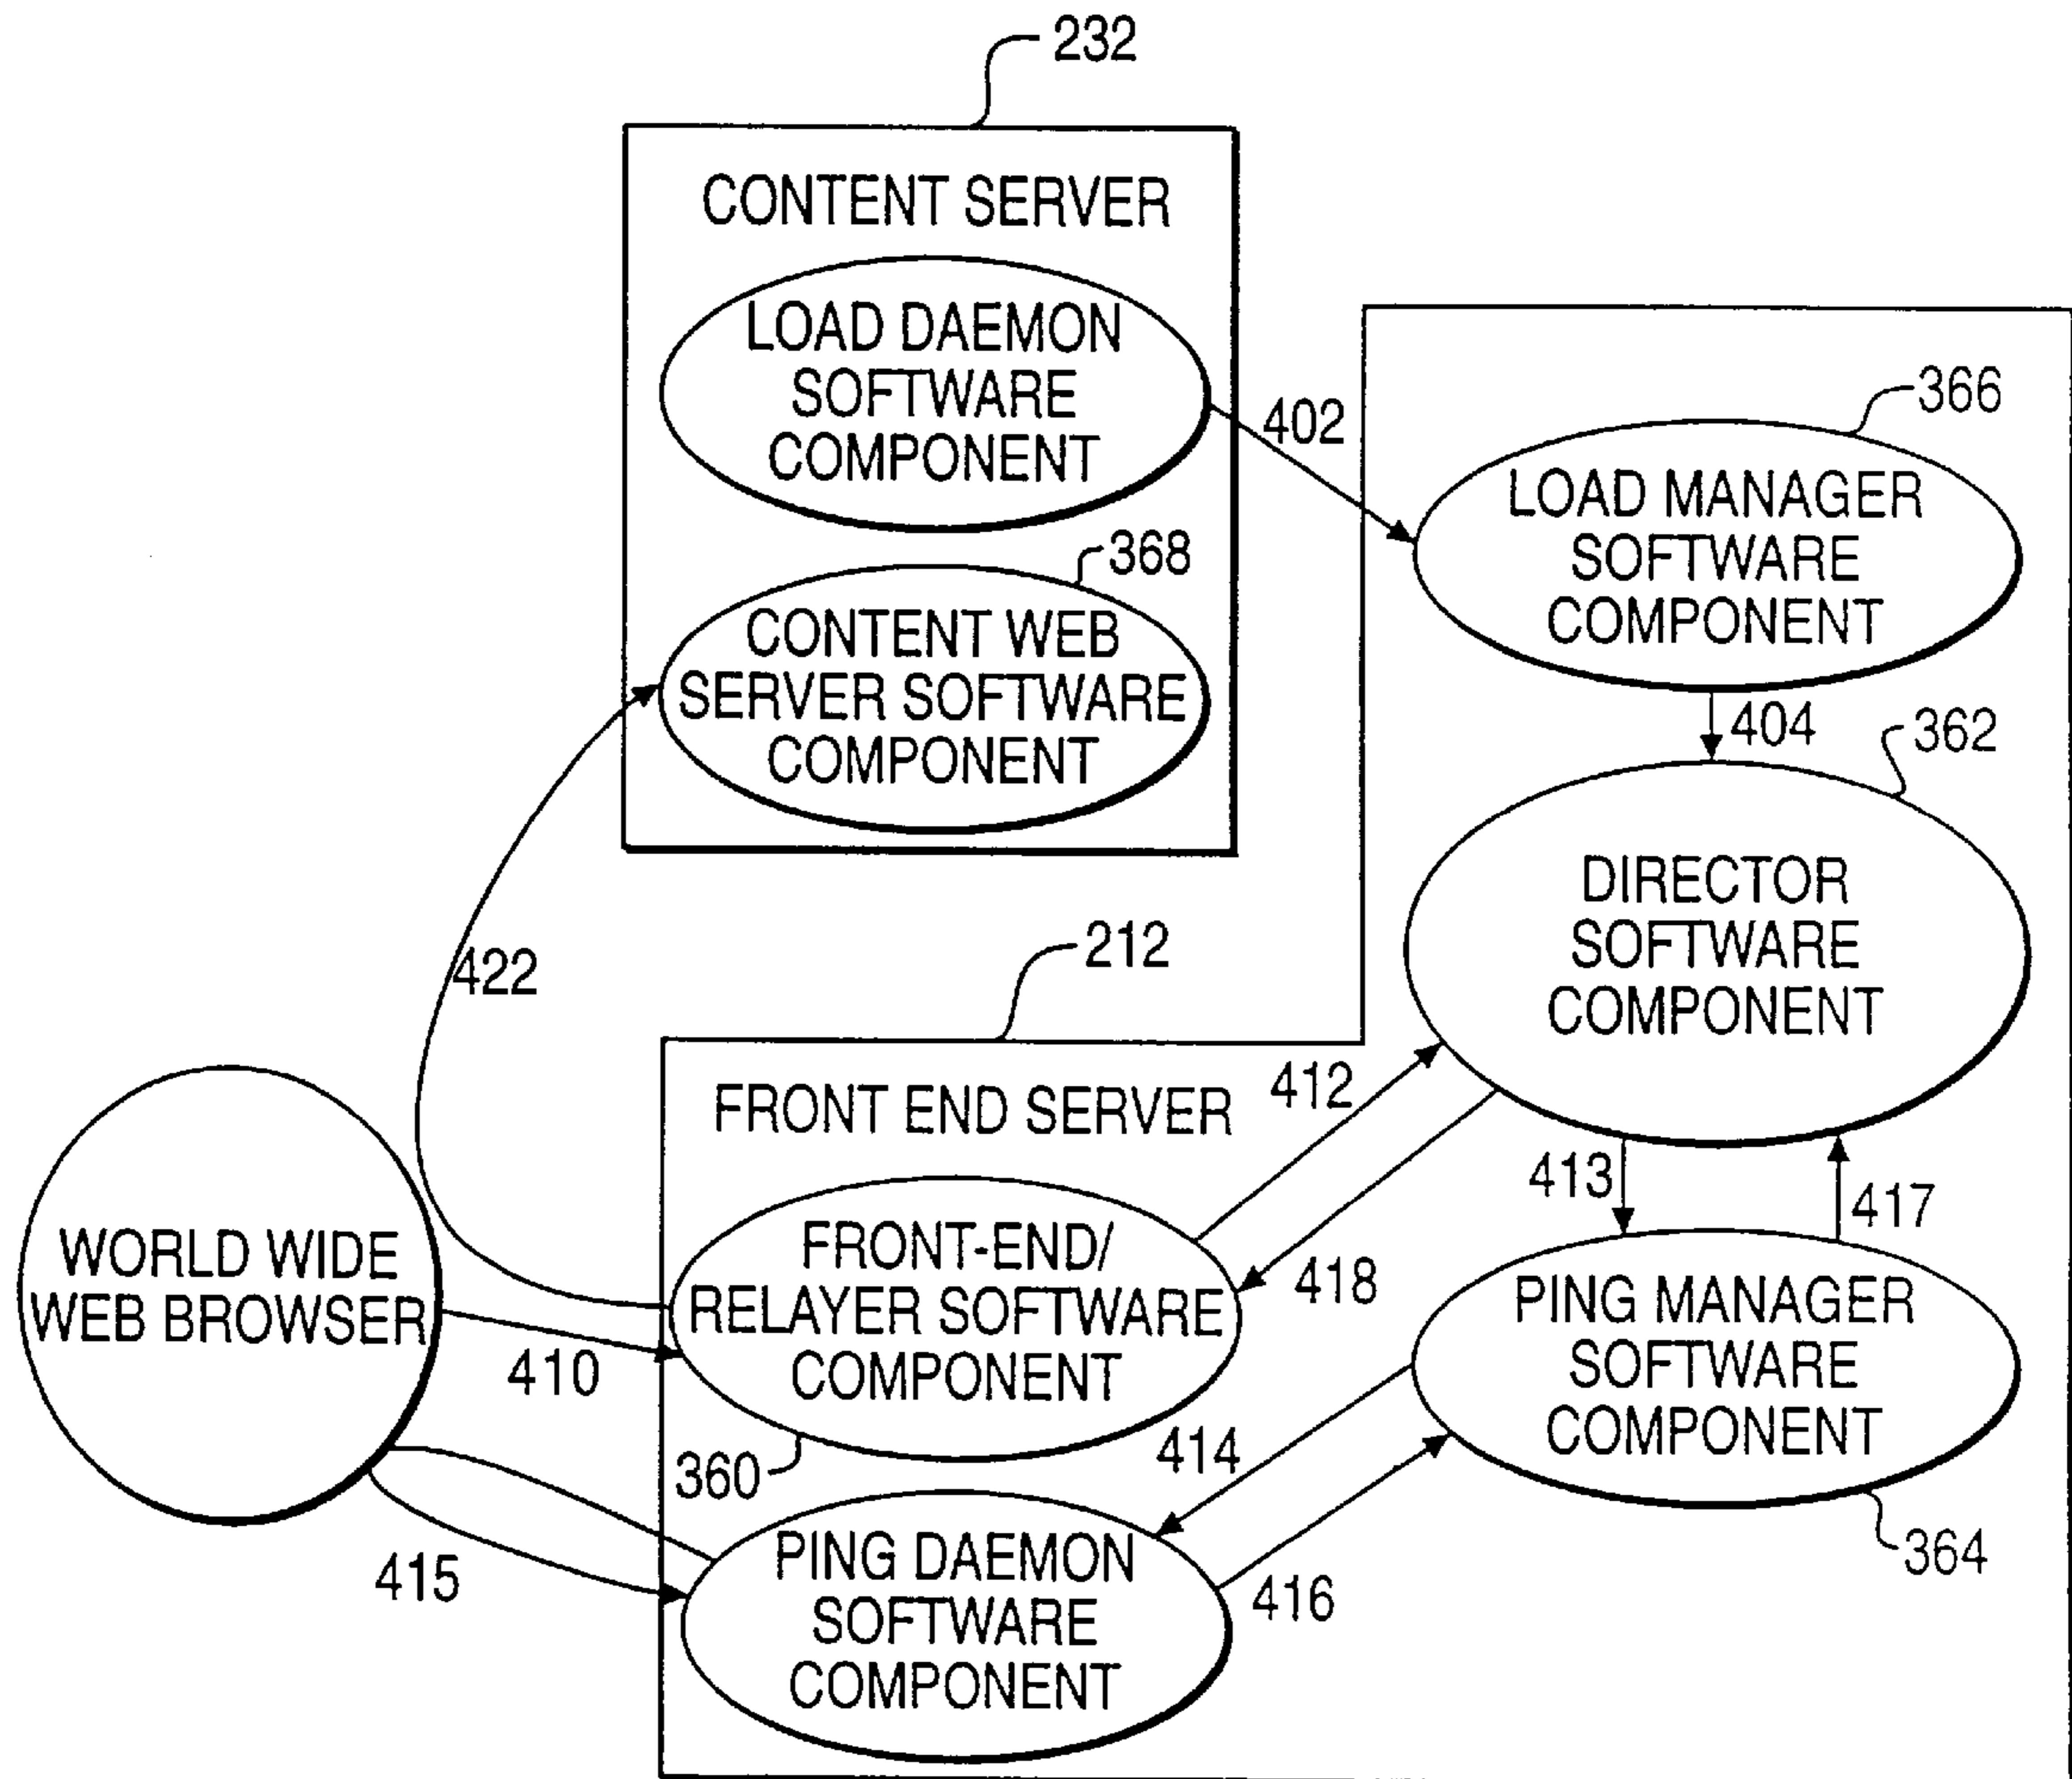 232
CONTENT SERVER
LOAD DAEMON
SOFTWARE
COMPONENT
402
366
LOAD MANAGER
SOFTWARE
COMPONENT
368
CONTENT WEB
SERVER SOFTWARE
COMPONENT
404
362
DIRECTOR
SOFTWARE
COMPONENT
422
212
FRONT END SERVER
412
413
417
418
WORLD WIDE
WEB BROWSER
410
FRONT-END/
RELAYER SOFTWARE
COMPONENT
360
PING MANAGER
SOFTWARE
COMPONENT
364
414
416
415
PING DAEMON
SOFTWARE
COMPONENT